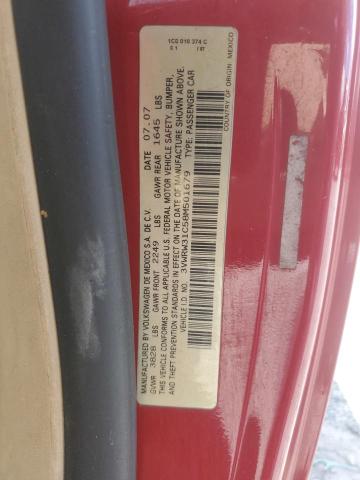 1C0 010 374 C
MANUFACTURED BY VOLKSWAGEN DE MEXICO S.A. DE C.V. DATE 07.07
GVWR 3828 LBS GAWR FRONT 2249 LBS GAWR REAR 1645 LBS
THIS VEHICLE CONFORMS TO ALL APPLICABLE U.S. FEDERAL MOTOR VEHICLE SAFETY, BUMPER,
AND THEFT PREVENTION STANDARDS IN EFFECT ON THE DATE OF MANUFACTURE SHOWN ABOVE.
VEHICLE I.D. NO.: 3VWRW31C58M501679 TYPE: PASSENGER CAR
COUNTRY OF ORIGIN: MEXICO